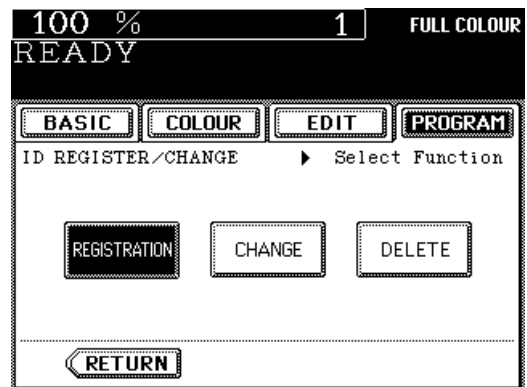 100 % 1 FULL COLOUR
READY
BASIC COLOUR EDIT PROGRAM
ID REGISTER/CHANGE ▶ Select Function
REGISTRATION CHANGE DELETE
RETURN